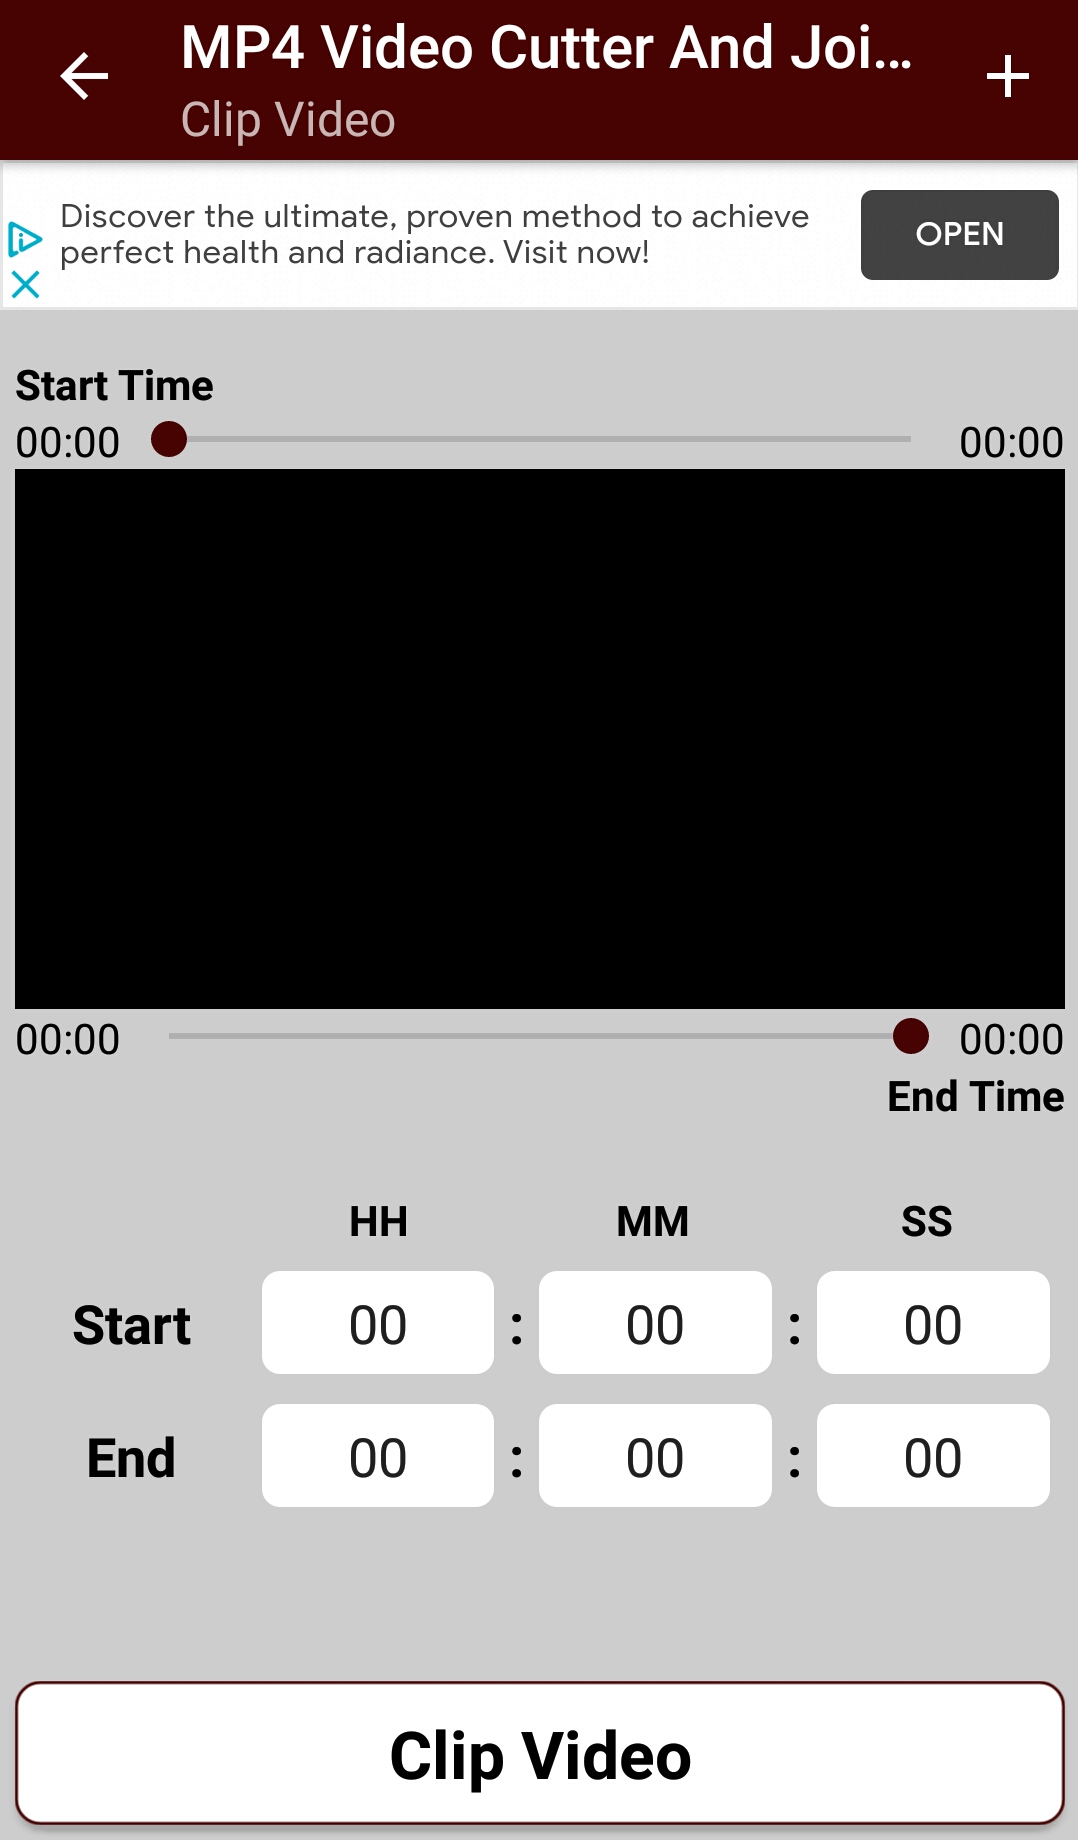 MP4 Video Cutter And Joi...
Clip Video
Discover the ultimate, proven method to achieve
perfect health and radiance. Visit now!
OPEN
Start Time
00:00 00:00
00:00 00:00
End Time
HH MM SS
Start 00 : 00 : 00
End 00 : 00 : 00
Clip Video